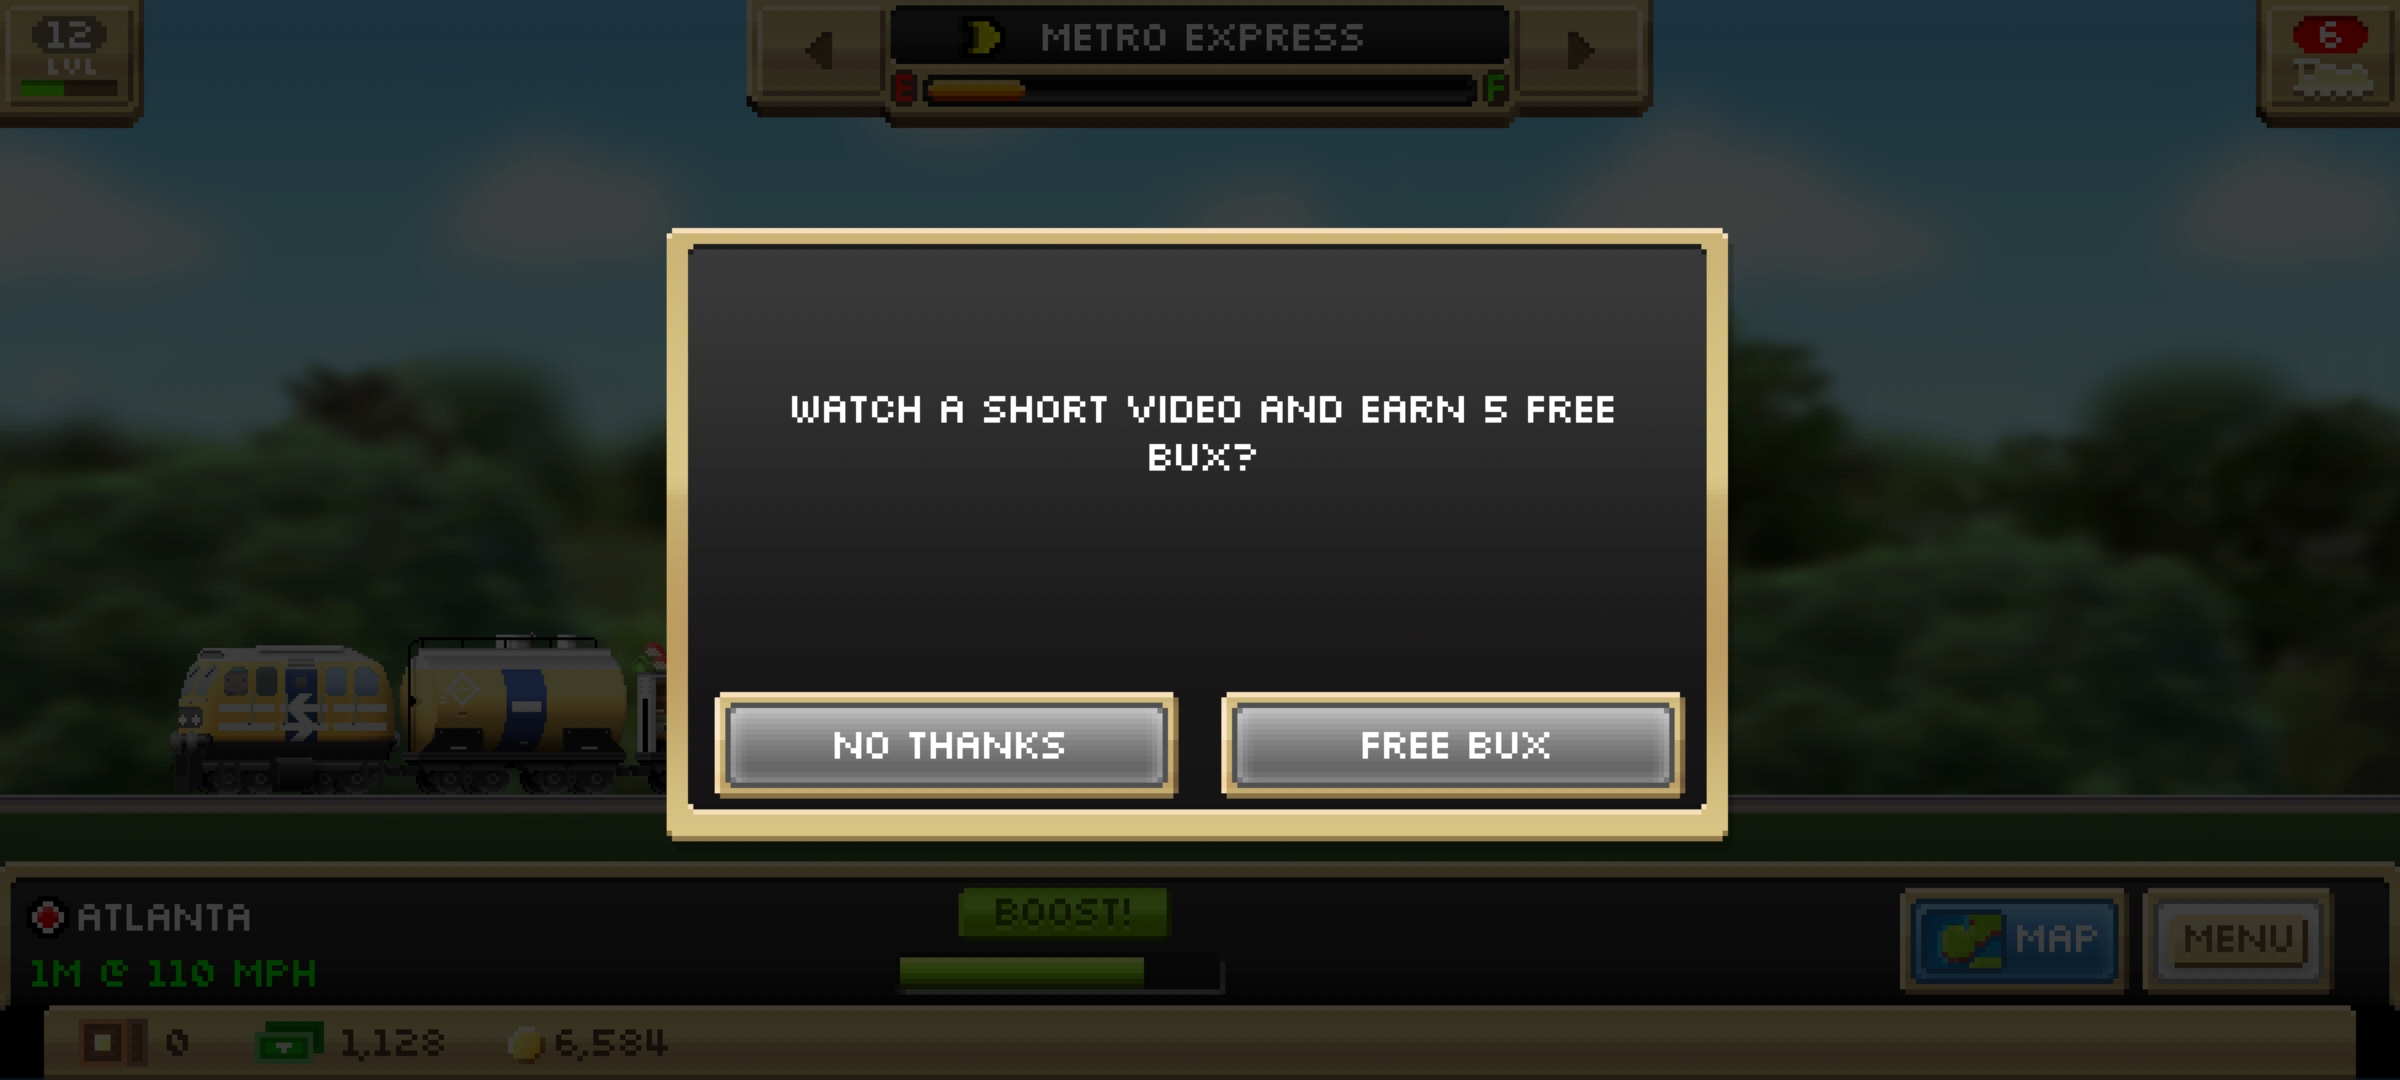 12
LVL
METRO EXPRESS
E F
6
WATCH A SHORT VIDEO AND EARN 5 FREE
BUX?
NO THANKS
FREE BUX
ATLANTA
1M @ 110 MPH
BOOST!
MAP
MENU
0
1,128
6,584